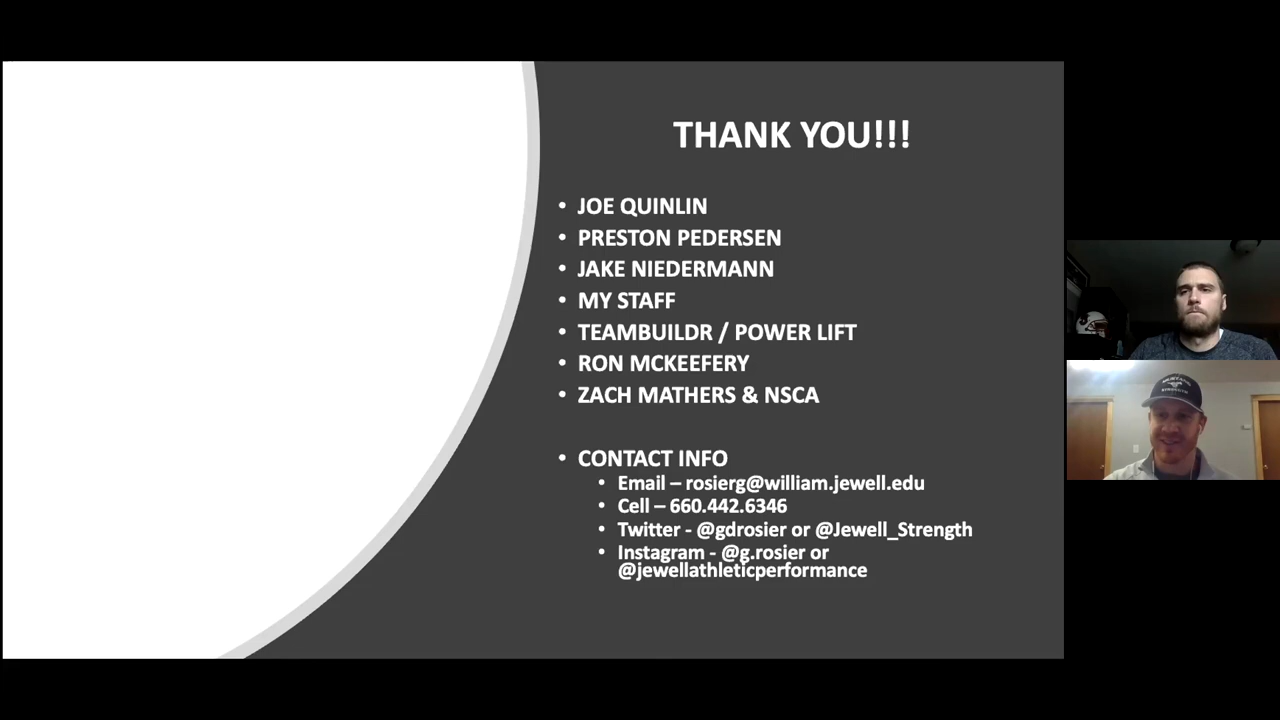 THANK YOU!!!
• JOE QUINLIN
• PRESTON PEDERSEN
• JAKE NIEDERMANN
• MY STAFF
• TEAMBUILDR / POWER LIFT
• RON MCKEEFERY
• ZACH MATHERS & NSCA
• CONTACT INFO
• Email – rosierg@william.jewell.edu
• Cell – 660.442.6346
• Twitter - @gdrosier or @Jewell_Strength
• Instagram - @g.rosier or
@jewellathleticperformance